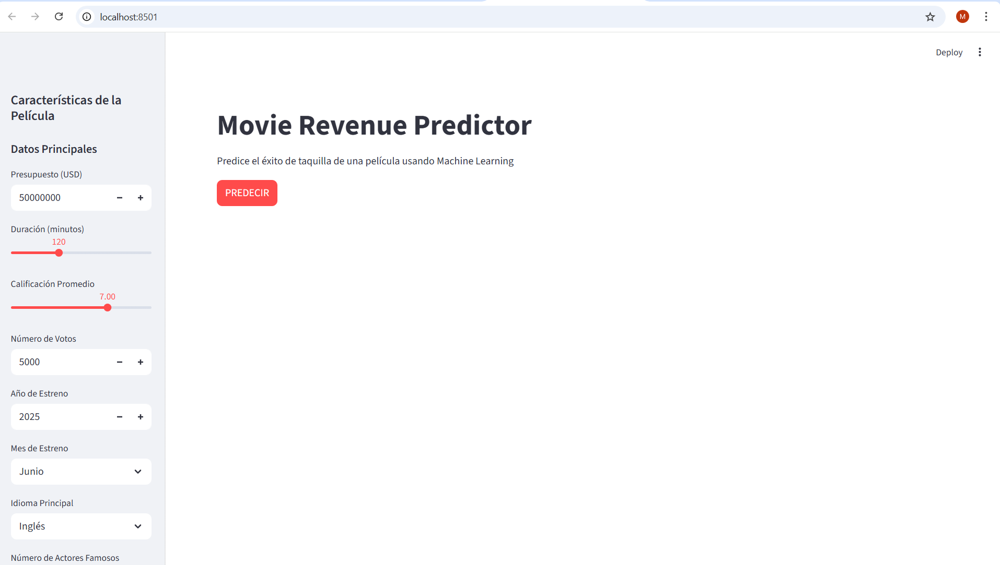 localhost:8501
M
Deploy
Características de la
Película
Datos Principales
Presupuesto (USD)
50000000
Duración (minutos)
120
Calificación Promedio
7.00
Número de Votos
5000
Año de Estreno
2025
Mes de Estreno
Junio
Idioma Principal
Inglés
Número de Actores Famosos
Movie Revenue Predictor
Predice el éxito de taquilla de una película usando Machine Learning
PREDECIR